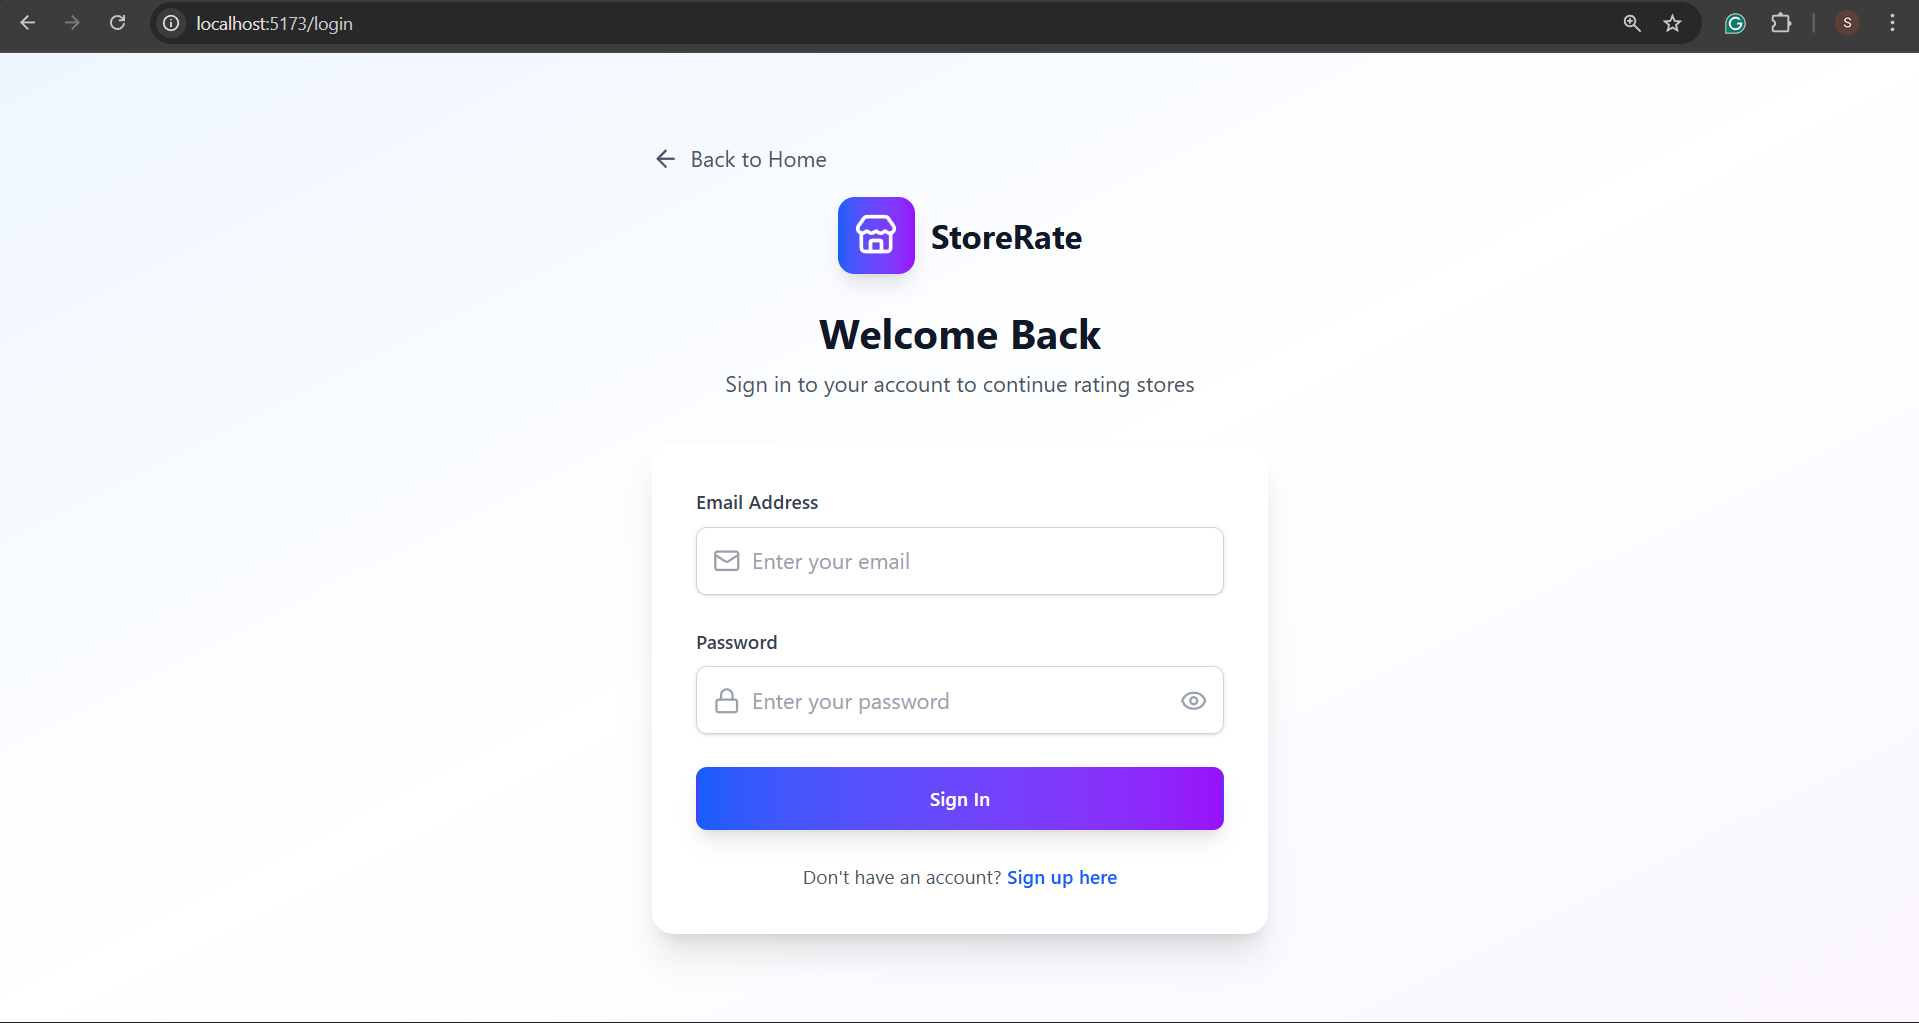 localhost:5173/login
S
Back to Home
StoreRate
Welcome Back
Sign in to your account to continue rating stores
Email Address
Enter your email
Password
Enter your password
Sign In
Don't have an account? Sign up here